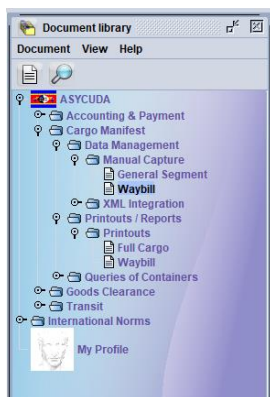 Document library
Document View Help
ASYCUDA
Accounting & Payment
Cargo Manifest
Data Management
Manual Capture
General Segment
Waybill
XML Integration
Printouts / Reports
Printouts
Full Cargo
Waybill
Queries of Containers
Goods Clearance
Transit
International Norms
My Profile